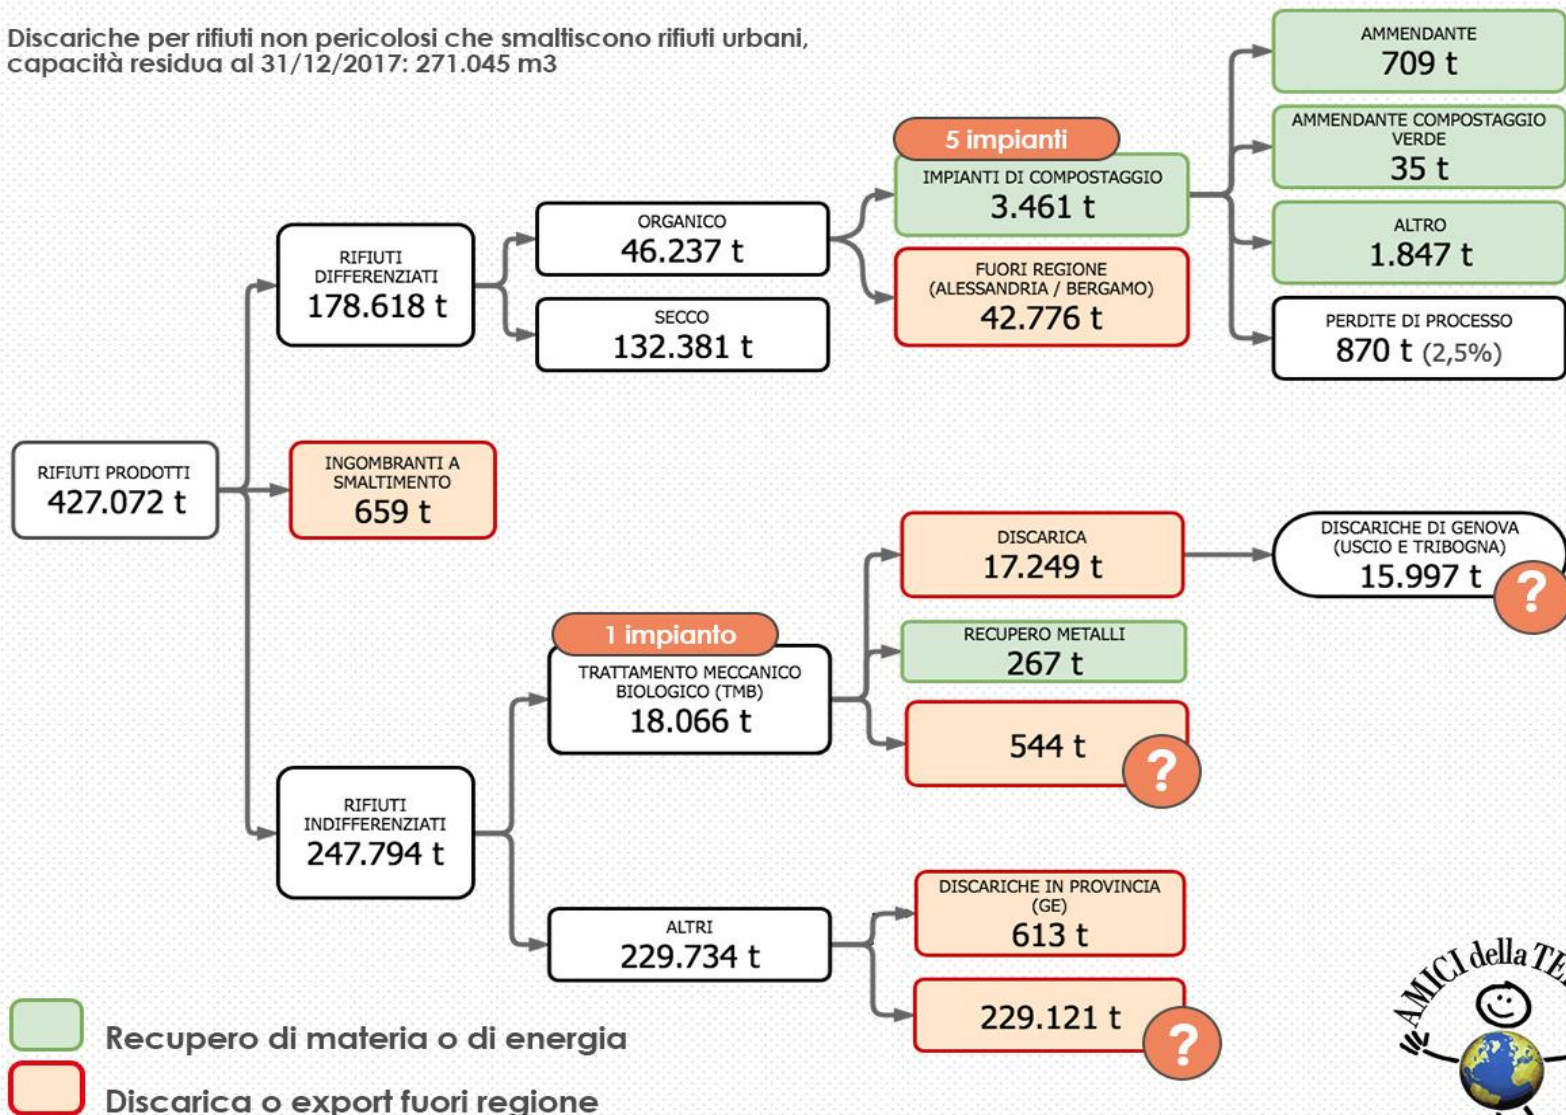 Discariche per rifiuti non pericolosi che smaltiscono rifiuti urbani,
capacità residua al 31/12/2017: 271.045 m3
AMMENDANTE
709 t
AMMENDANTE COMPOSTAGGIO
VERDE
35 t
5 impianti
IMPIANTI DI COMPOSTAGGIO
3.461 t
ALTRO
1.847 t
ORGANICO
46.237 t
RIFIUTI
DIFFERENZIATI
178.618 t
FUORI REGIONE
(ALESSANDRIA / BERGAMO)
42.776 t
SECCO
132.381 t
PERDITE DI PROCESSO
870 t (2,5%)
RIFIUTI PRODOTTI
427.072 t
INGOMBRANTI A
SMALTIMENTO
659 t
DISCARICA
17.249 t
DISCARICHE DI GENOVA
(USCIO E TRIBOGNA)
15.997 t
?
1 impianto
TRATTAMENTO MECCANICO
BIOLOGICO (TMB)
18.066 t
RECUPERO METALLI
267 t
544 t
?
RIFIUTI
INDIFFERENZIATI
247.794 t
ALTRI
229.734 t
DISCARICHE IN PROVINCIA
(GE)
613 t
229.121 t
?
Recupero di materia o di energia
Discarica o export fuori regione
AMICI della